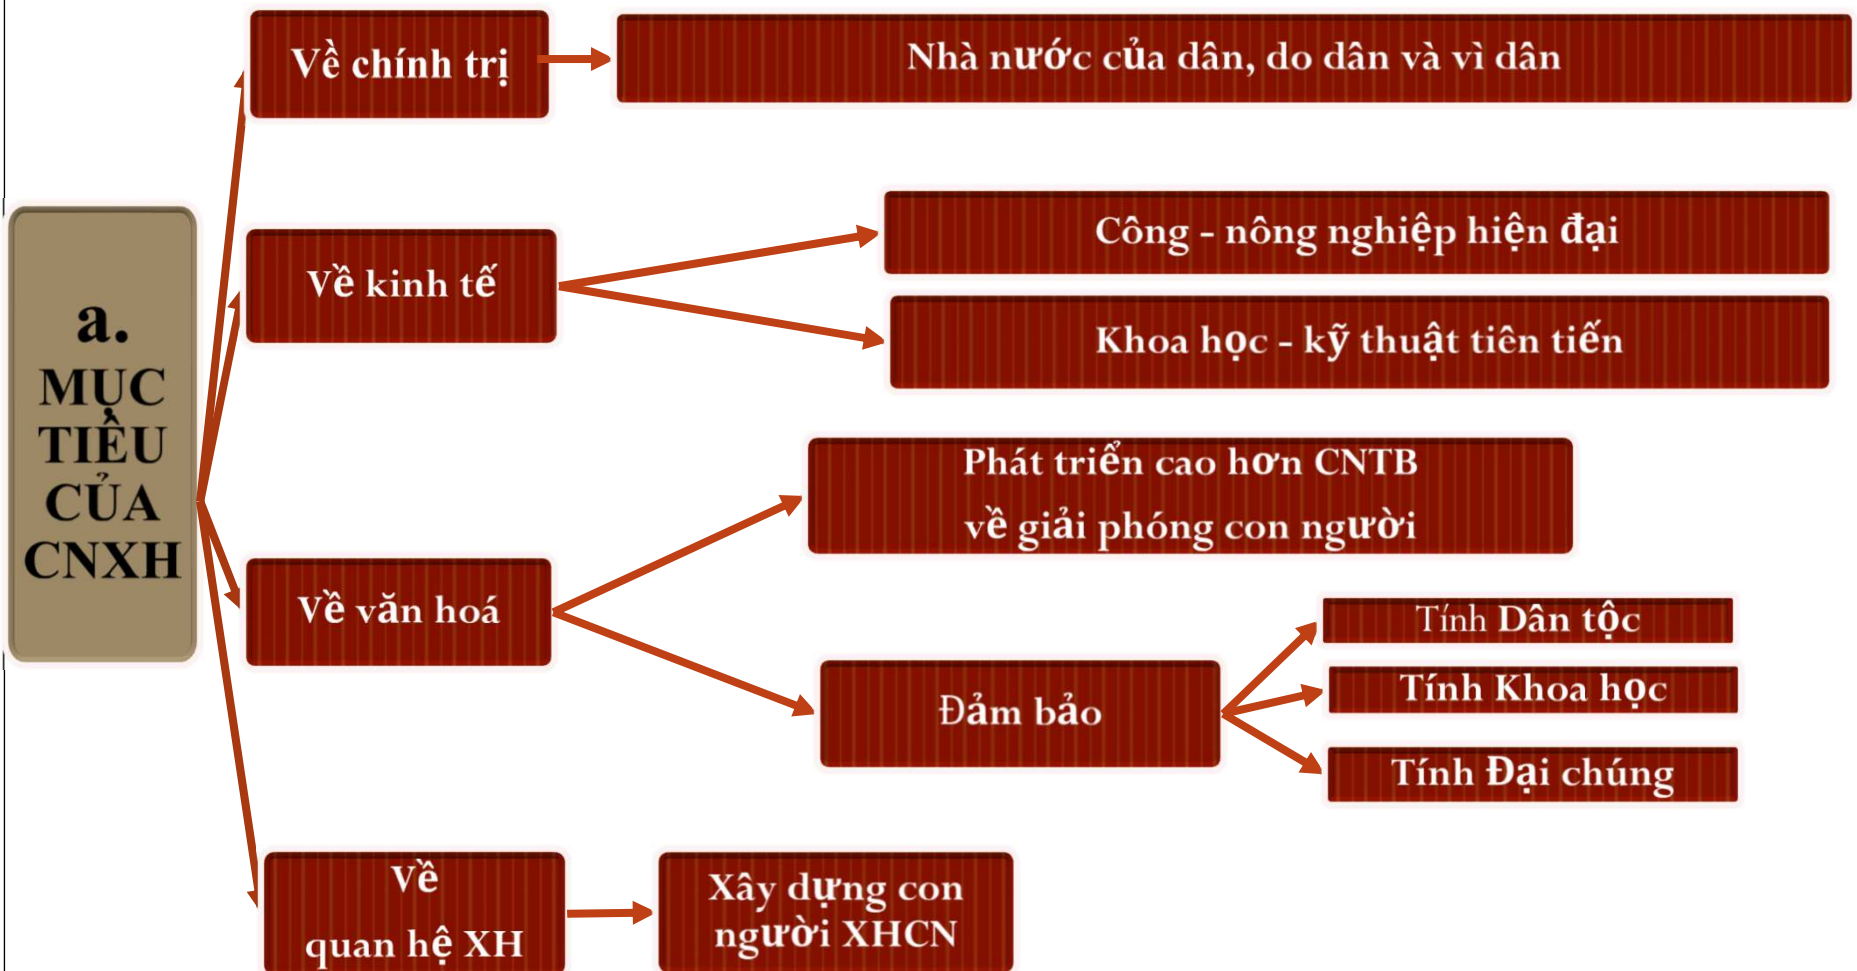 a.
MỤC
TIÊU
CỦA
CNXH
Về chính trị
Nhà nước của dân, do dân và vì dân
Về kinh tế
Công - nông nghiệp hiện đại
Khoa học - kỹ thuật tiên tiến
Về văn hoá
Phát triển cao hơn CNTB
về giải phóng con người
Đảm bảo
Tính Dân tộc
Tính Khoa học
Tính Đại chúng
Về
quan hệ XH
Xây dựng con
người XHCN